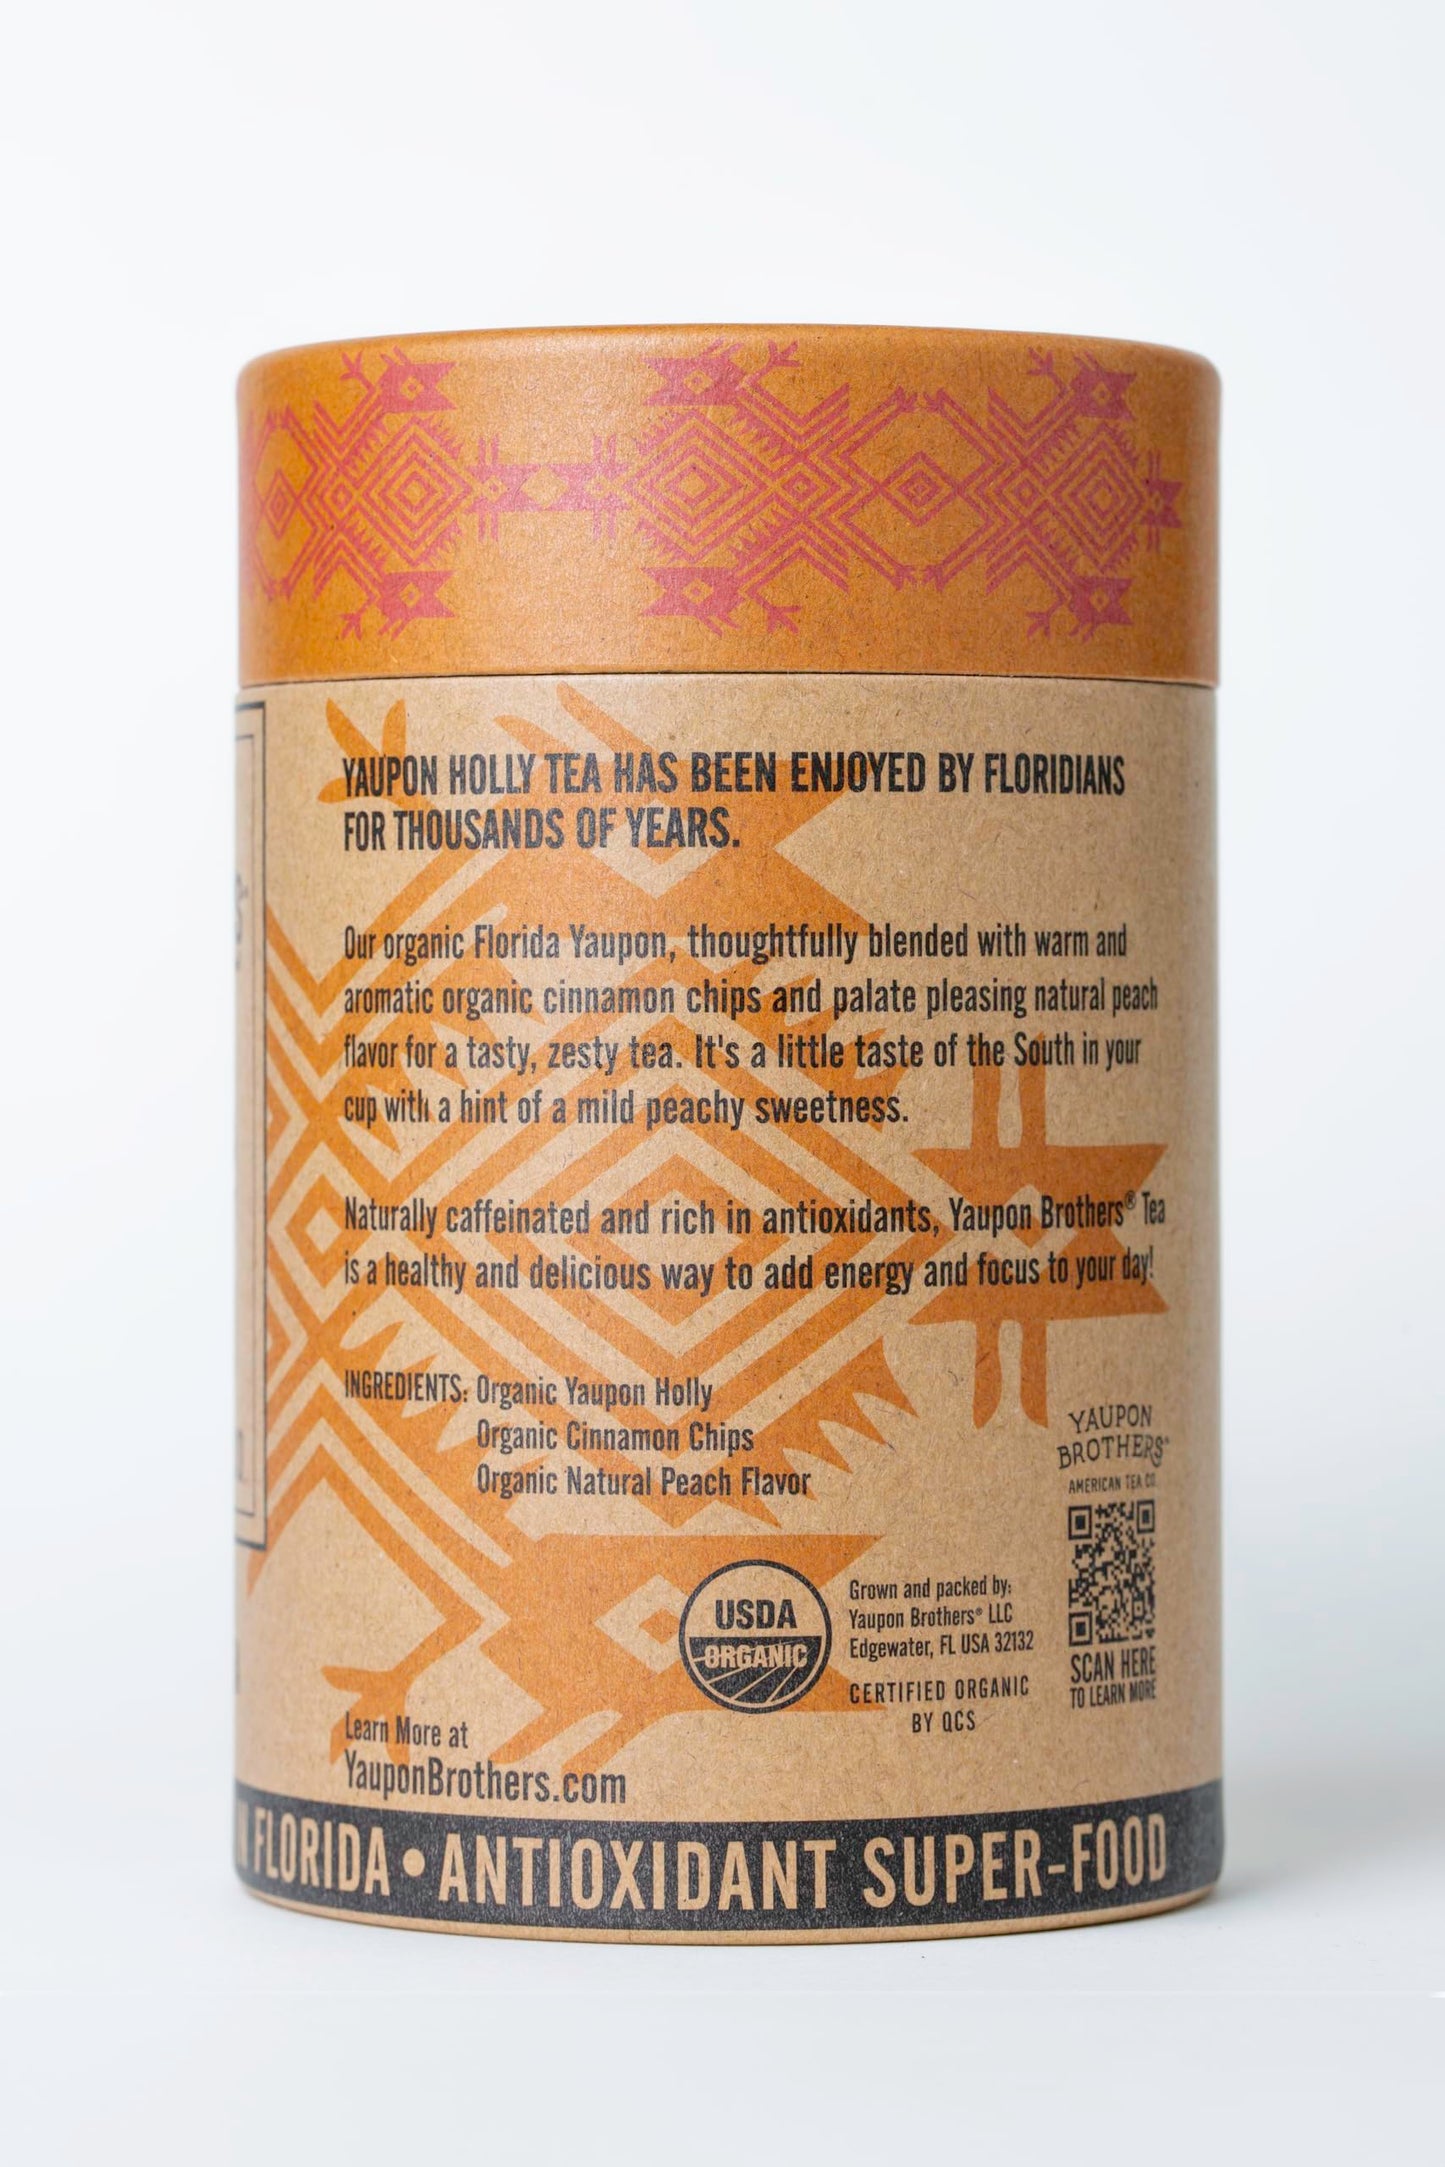 YAUPON HOLLY TEA HAS BEEN ENJOYED BY FLORIDIANS
FOR THOUSANDS OF YEARS.
Our organic Florida Yaupon, thoughtfully blended with warm and
aromatic organic cinnamon chips and palate pleasing natural peach
flavor for a tasty, zesty tea. It's a little taste of the South in your
cup with a hint of a mild peachy sweetness.
Naturally caffeinated and rich in antioxidants, Yaupon Brothers® Tea
is a healthy and delicious way to add energy and focus to your day!
INGREDIENTS: Organic Yaupon Holly
Organic Cinnamon Chips
Organic Natural Peach Flavor
YAUPON
BROTHERS®
AMERICAN TEA CO.
USDA
ORGANIC
Grown and packed by:
Yaupon Brothers® LLC
Edgewater, FL USA 32132
CERTIFIED ORGANIC
BY QCS
SCAN HERE
TO LEARN MORE
Learn More at
YauponBrothers.com
FLORIDA • ANTIOXIDANT SUPER-FOOD